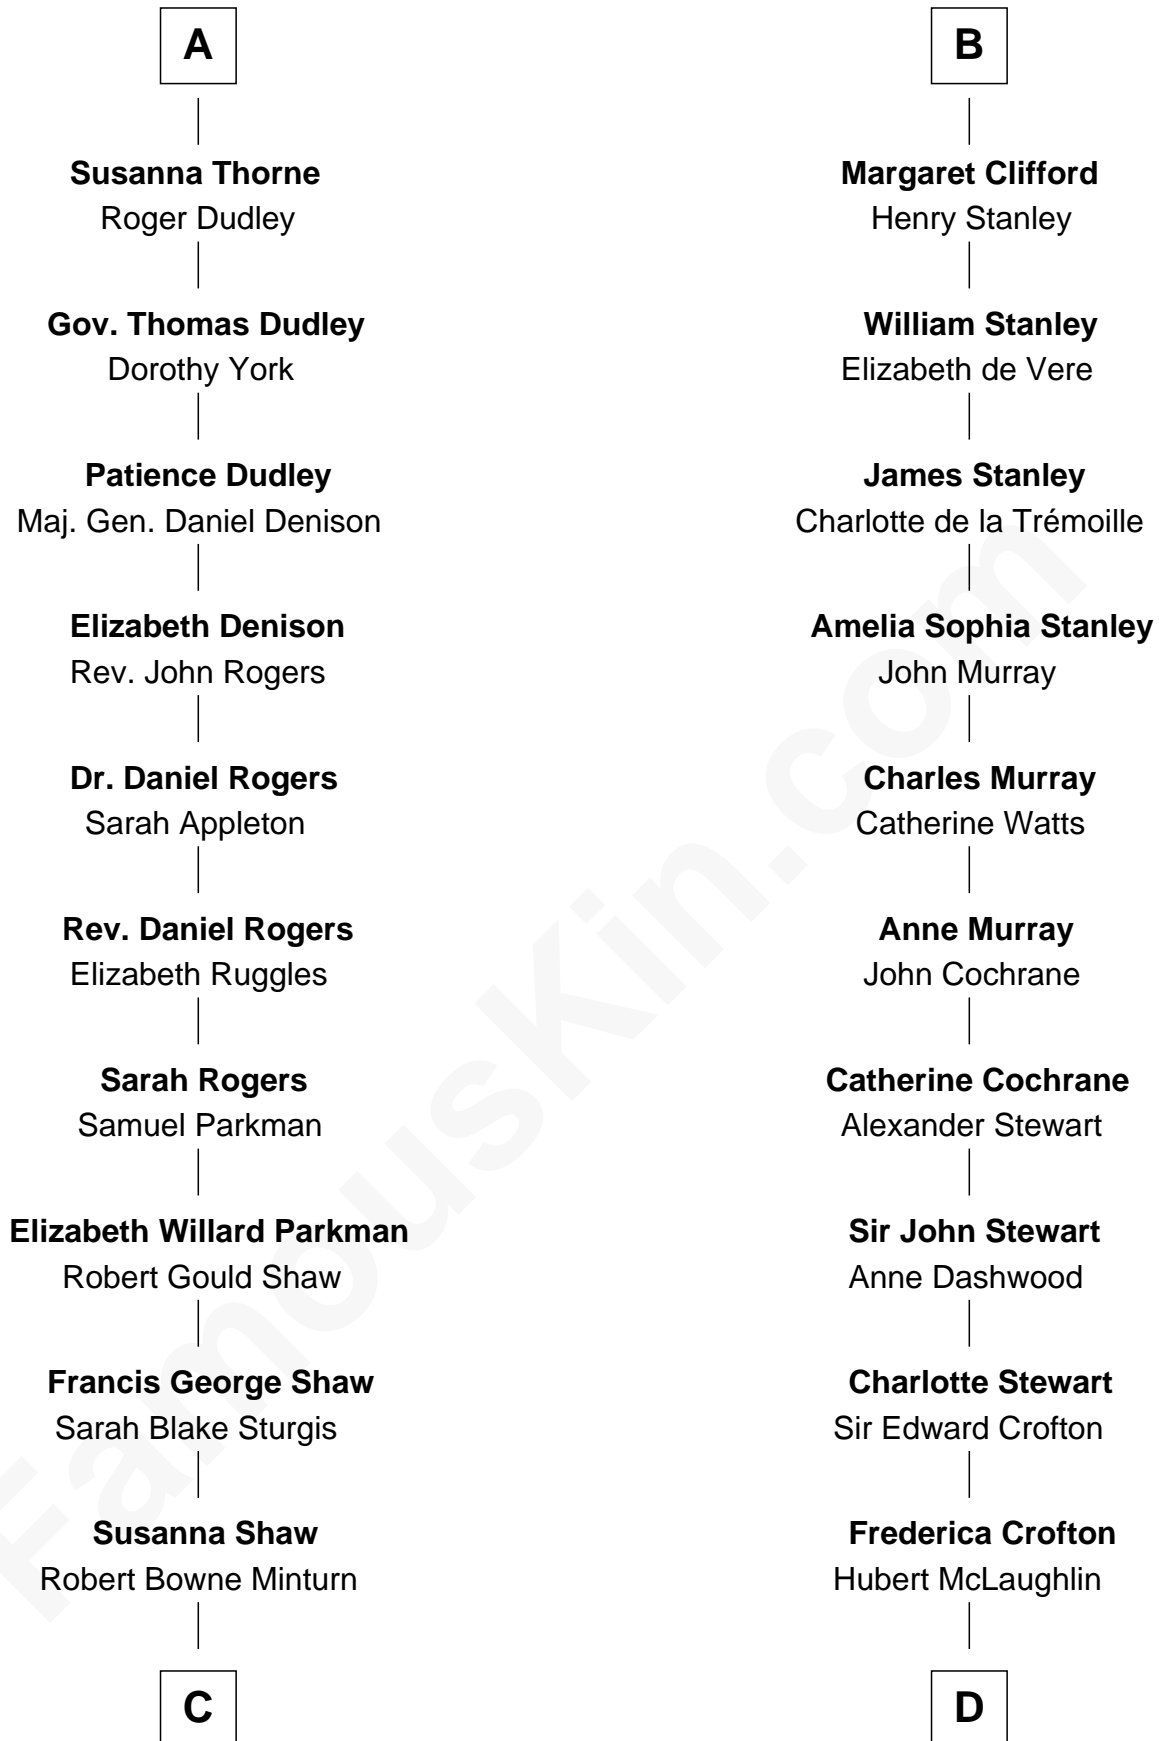 A
Susanna Thorne
Roger Dudley
Gov. Thomas Dudley
Dorothy York
Patience Dudley
Maj. Gen. Daniel Denison
Elizabeth Denison
Rev. John Rogers
Dr. Daniel Rogers
Sarah Appleton
Rev. Daniel Rogers
Elizabeth Ruggles
Sarah Rogers
Samuel Parkman
Elizabeth Willard Parkman
Robert Gould Shaw
Francis George Shaw
Sarah Blake Sturgis
Susanna Shaw
Robert Bowne Minturn
C
B
Margaret Clifford
Henry Stanley
William Stanley
Elizabeth de Vere
James Stanley
Charlotte de la Trémoille
Amelia Sophia Stanley
John Murray
Charles Murray
Catherine Watts
Anne Murray
John Cochrane
Catherine Cochrane
Alexander Stewart
Sir John Stewart
Anne Dashwood
Charlotte Stewart
Sir Edward Crofton
Frederica Crofton
Hubert McLaughlin
D
FamousKin.com